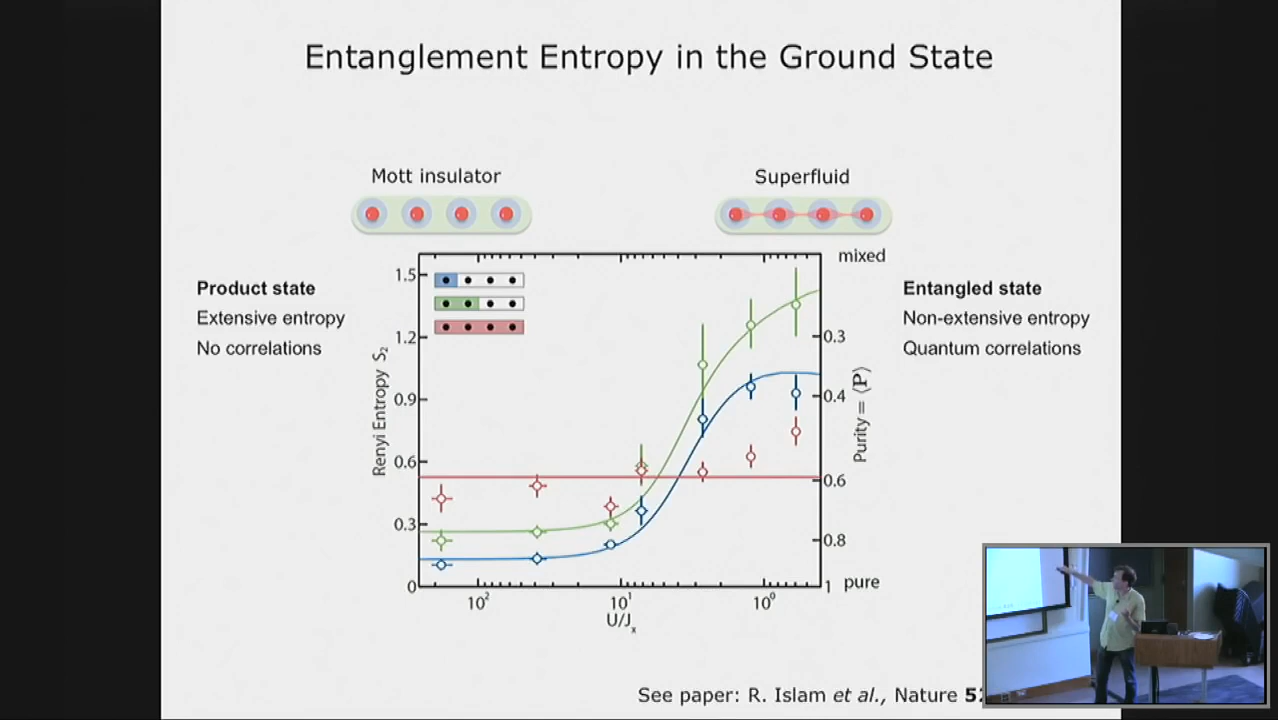 Entanglement Entropy in the Ground State
Mott insulator
Superfluid
Product state
Extensive entropy
No correlations
mixed
Entangled state
Non-extensive entropy
Quantum correlations
Renyi Entropy S₂
1.5
1.2
0.9
0.6
0.3
0
0.3
0.4
0.6
0.8
1
pure
Purity = ⟨P⟩
10²
10¹
10⁰
U/Jₓ
See paper: R. Islam et al., Nature